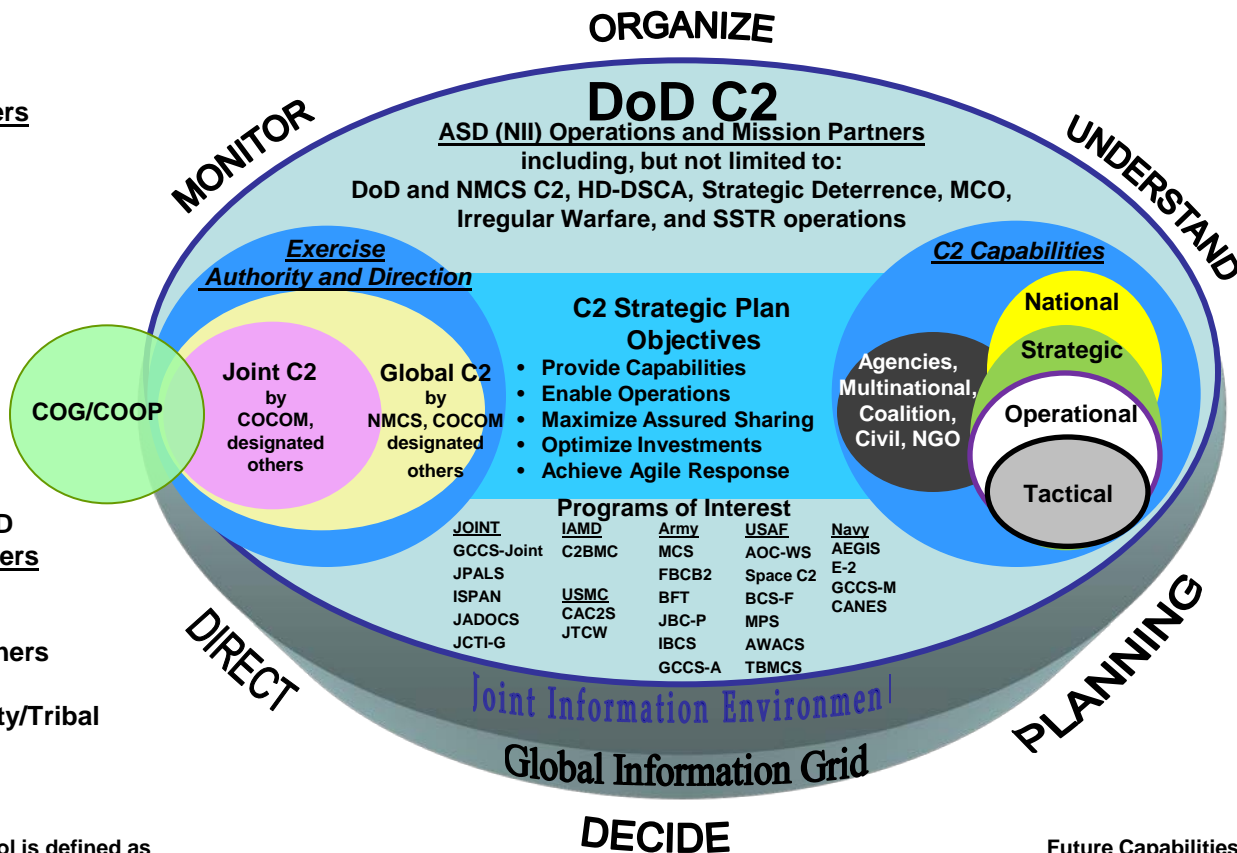 ORGANIZE
MONITOR
UNDERSTAND
DoD C2
ASD (NII) Operations and Mission Partners
including, but not limited to:
DoD and NMCS C2, HD-DSCA, Strategic Deterrence, MCO,
Irregular Warfare, and SSTR operations
ers
Exercise
Authority and Direction
COG/COOP
Joint C2
by
COCOM,
designated
others
Global C2
by
NMCS, COCOM
designated
others
C2 Strategic Plan
Objectives
• Provide Capabilities
• Enable Operations
• Maximize Assured Sharing
• Optimize Investments
• Achieve Agile Response
C2 Capabilities
Agencies,
Multinational,
Coalition,
Civil, NGO
National
Strategic
Operational
Tactical
Programs of Interest
JOINT
GCCS-Joint
JPALS
ISPAN
JADOCS
JCTI-G
IAMD
C2BMC
USMC
CAC2S
JTCW
Army
MCS
FBCB2
BFT
JBC-P
IBCS
GCCS-A
USAF
AOC-WS
Space C2
BCS-F
MPS
AWACS
TBMCS
Navy
AEGIS
E-2
GCCS-M
CANES
D
ers
ners
ty/Tribal
DIRECT
PLANNING
Joint Information Environmen
Global Information Grid
DECIDE
ol is defined as
Future Capabilities